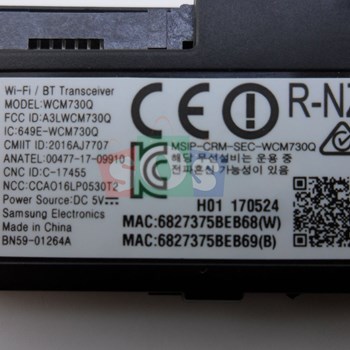 Wi-Fi / BT Transceiver
MODEL:WCM730Q
FCC ID:A3LWCM730Q
IC:649E-WCM730Q
CMIIT ID:2016AJ7707
ANATEL:00477-17-09910
CNC ID:C-17455
NCC:CCAO16LP0530T2
Power Source: DC 5V
Samsung Electronics
Made in China
BN59-01264A
CE
R-NZ
MSIP-CRM-SEC-WCM730Q
해당 무선설비는 운용 중
전파혼신 가능성이 있음
H01 170524
MAC:6827375BEB68(W)
MAC:6827375BEB69(B)
SOS